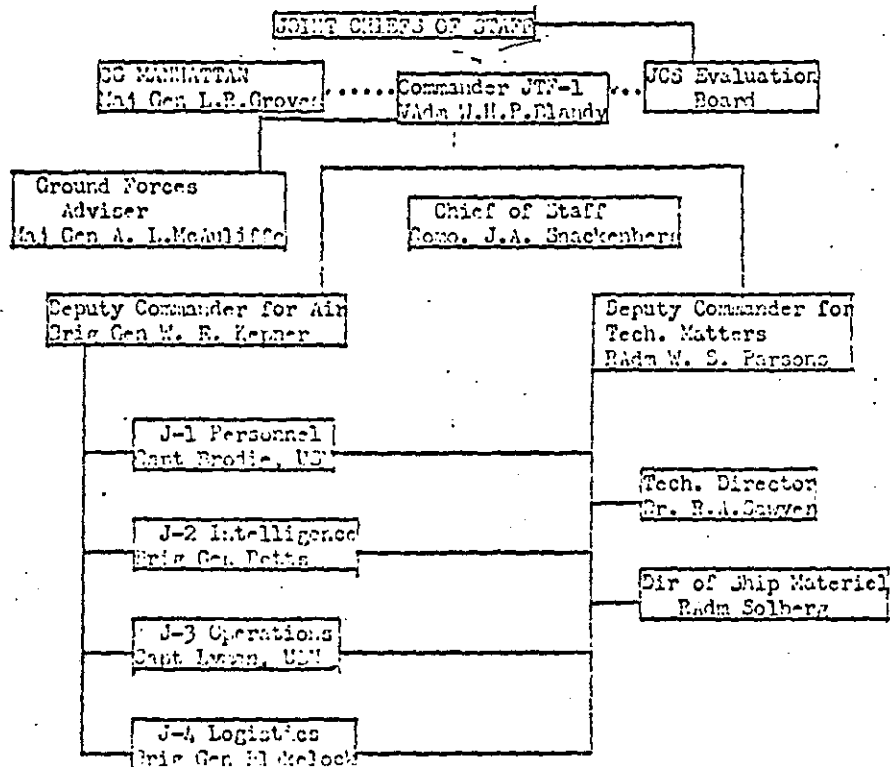 JOINT CHIEFS OF STAFF
CG MANHATTAN
Maj Gen L.R.Groves
Commander JTF-1
VAdm W.H.P.Blandy
JCS Evaluation
Board
Ground Forces
Adviser
Maj Gen A. L.McAuliffe
Chief of Staff
Como. J.A. Snackenberg
Deputy Commander for Air
Brig Gen W. E. Kepner
Deputy Commander for
Tech. Matters
RAdm W. S. Parsons
J-1 Personnel
Capt Brodie, USN
Tech. Director
Dr. R.A.Sawyer
J-2 Intelligence
Brig Gen Betts
Dir of Ship Materiel
RAdm Solberg
J-3 Operations
Capt Lyman, USN
J-4 Logistics
Brig Gen Blakelock